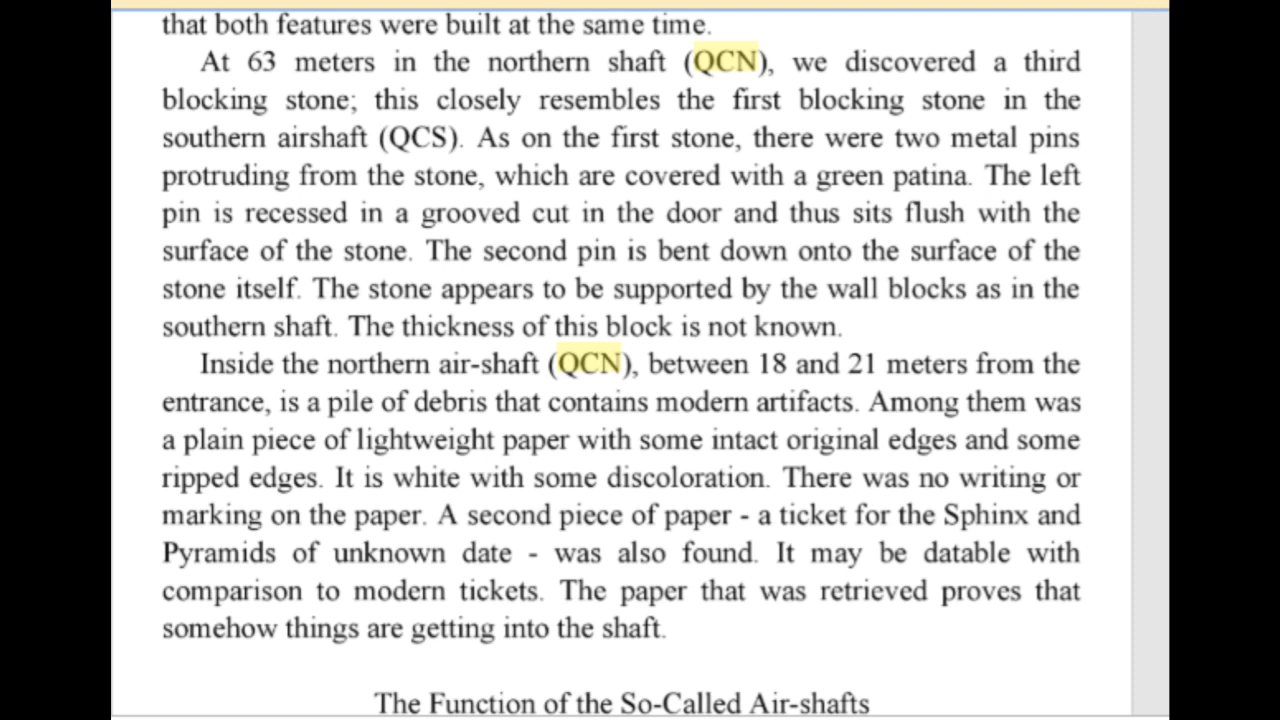 that both features were built at the same time.
At 63 meters in the northern shaft (QCN), we discovered a third
blocking stone; this closely resembles the first blocking stone in the
southern airshaft (QCS). As on the first stone, there were two metal pins
protruding from the stone, which are covered with a green patina. The left
pin is recessed in a grooved cut in the door and thus sits flush with the
surface of the stone. The second pin is bent down onto the surface of the
stone itself. The stone appears to be supported by the wall blocks as in the
southern shaft. The thickness of this block is not known.
Inside the northern air-shaft (QCN), between 18 and 21 meters from the
entrance, is a pile of debris that contains modern artifacts. Among them was
a plain piece of lightweight paper with some intact original edges and some
ripped edges. It is white with some discoloration. There was no writing or
marking on the paper. A second piece of paper - a ticket for the Sphinx and
Pyramids of unknown date - was also found. It may be datable with
comparison to modern tickets. The paper that was retrieved proves that
somehow things are getting into the shaft.
The Function of the So-Called Air-shafts